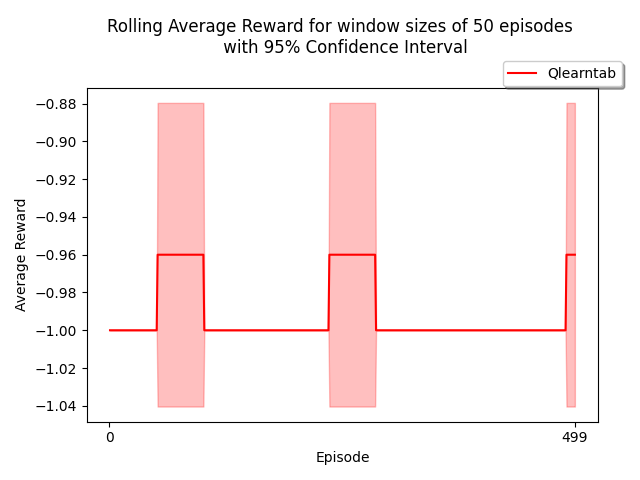 Rolling Average Reward for window sizes of 50 episodes
with 95% Confidence Interval
Qlearntab
−0.88
−0.90
−0.92
−0.94
−0.96
−0.98
−1.00
−1.02
−1.04
Average Reward
0
499
Episode